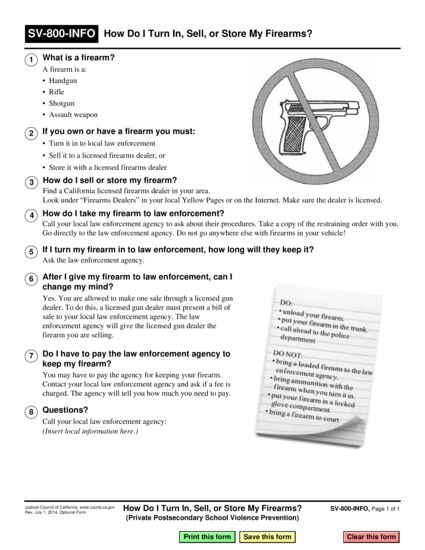 SV-800-INFO How Do I Turn In, Sell, or Store My Firearms?
1 What is a firearm?
A firearm is a:
• Handgun
• Rifle
• Shotgun
• Assault weapon
2 If you own or have a firearm you must:
• Turn it in to local law enforcement
• Sell it to a licensed firearms dealer, or
• Store it with a licensed firearms dealer
3 How do I sell or store my firearm?
Find a California licensed firearms dealer in your area.
Look under “Firearms Dealers” in your local Yellow Pages or on the Internet. Make sure the dealer is licensed.
4 How do I take my firearm to law enforcement?
Call your local law enforcement agency to ask about their procedures. Take a copy of the restraining order with you.
Go directly to the law enforcement agency. Do not go anywhere else with firearms in your vehicle!
5 If I turn my firearm in to law enforcement, how long will they keep it?
Ask the law enforcement agency.
6 After I give my firearm to law enforcement, can I
change my mind?
Yes. You are allowed to make one sale through a licensed gun
dealer. To do this, a licensed gun dealer must present a bill of
sale to your local law enforcement agency. The law
enforcement agency will give the licensed gun dealer the
firearm you are selling.
7 Do I have to pay the law enforcement agency to
keep my firearm?
You may have to pay the agency for keeping your firearm.
Contact your local law enforcement agency and ask if a fee is
charged. The agency will tell you how much you need to pay.
8 Questions?
Call your local law enforcement agency:
(Insert local information here.)
DO:
• unload your firearm.
• put your firearm in the trunk.
• call ahead to the police
department
DO NOT:
• bring a loaded firearm to the law
enforcement agency.
• bring ammunition with the
firearm when you turn it in.
• put your firearm in a locked
glove compartment.
• bring a firearm to court.
Judicial Council of California, www.courts.ca.gov
Rev. July 1, 2014, Optional Form
How Do I Turn In, Sell, or Store My Firearms?
(Private Postsecondary School Violence Prevention)
SV-800-INFO, Page 1 of 1
Print this form Save this form Clear this form